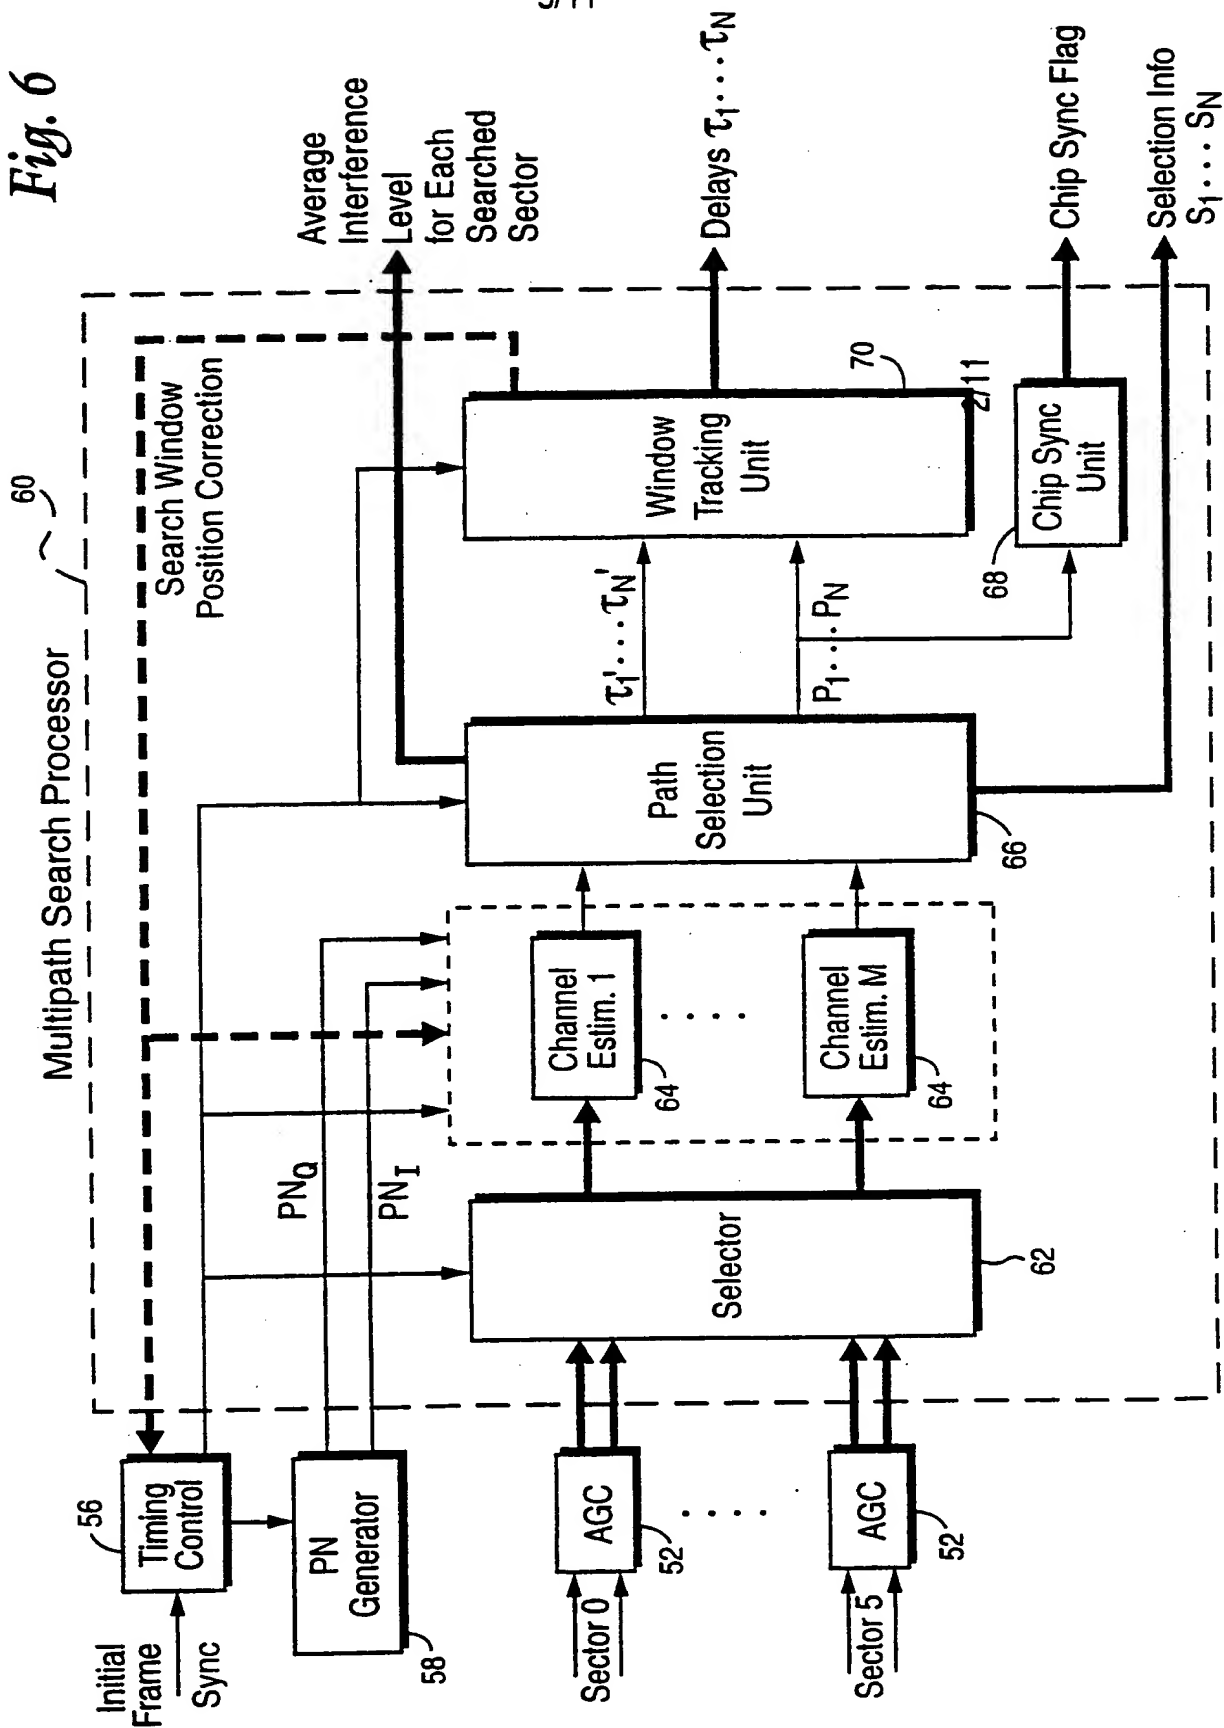 Fig. 6
Multipath Search Processor
60
Search Window
Position Correction
Average
Interference
Level
for Each
Searched
Sector
Initial
Frame
Sync
56
Timing
Control
PN
Generator
58
PNQ
PNI
Sector 0
AGC
52
. . . .
Sector 5
AGC
52
Selector
62
Channel
Estim. 1
64
. . . .
Channel
Estim. M
64
Path
Selection
Unit
66
τ1'....τN'
P1....PN
Window
Tracking
Unit
70
2/11
Delays τ1....τN
68
Chip Sync
Unit
Chip Sync Flag
Selection Info
S1....SN